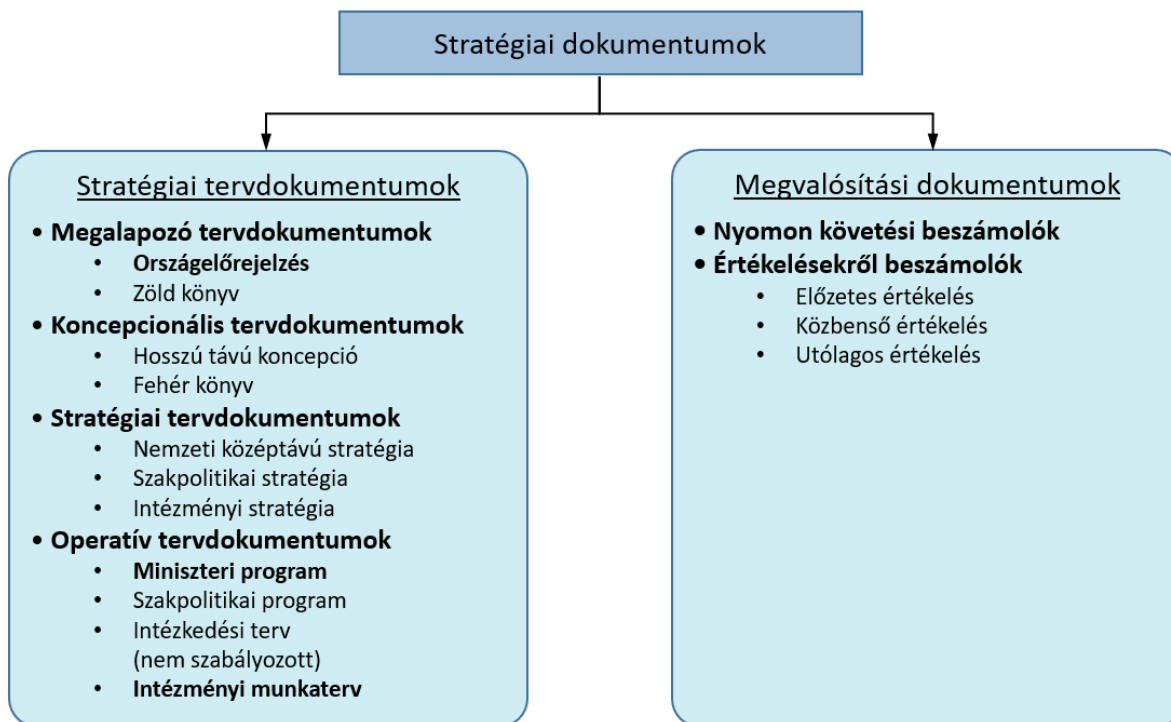 Stratégiai dokumentumok
Stratégiai tervdokumentumok
• Megalapozó tervdokumentumok
• Országelőrejelzés
• Zöld könyv
• Koncepcionális tervdokumentumok
• Hosszú távú koncepció
• Fehér könyv
• Stratégiai tervdokumentumok
• Nemzeti középtávú stratégia
• Szakpolitikai stratégia
• Intézményi stratégia
• Operatív tervdokumentumok
• Miniszteri program
• Szakpolitikai program
• Intézkedési terv
(nem szabályozott)
• Intézményi munkaterv
Megvalósítási dokumentumok
• Nyomon követési beszámolók
• Értékelésekről beszámolók
• Előzetes értékelés
• Közbenső értékelés
• Utólagos értékelés